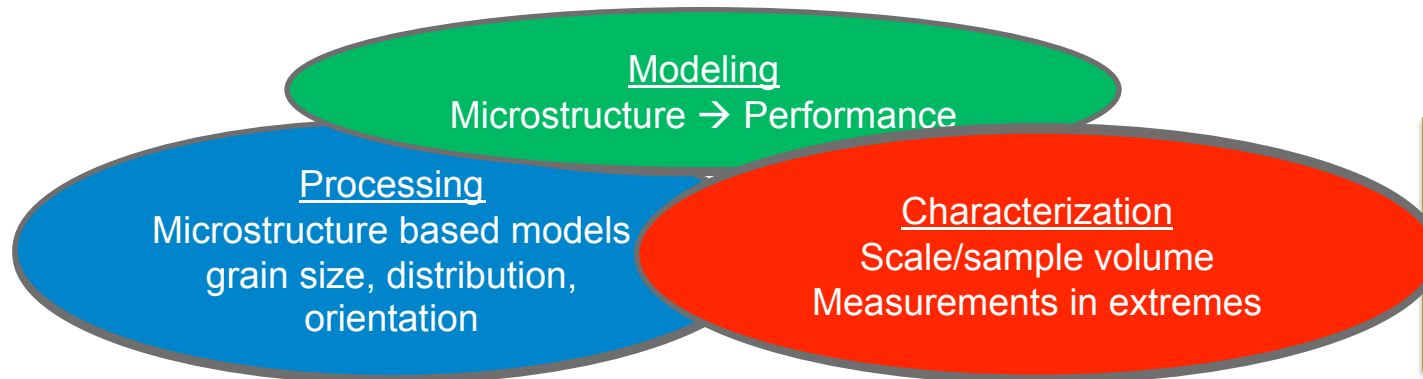 Modeling
Microstructure → Performance
Processing
Microstructure based models
grain size, distribution,
orientation
Characterization
Scale/sample volume
Measurements in extremes